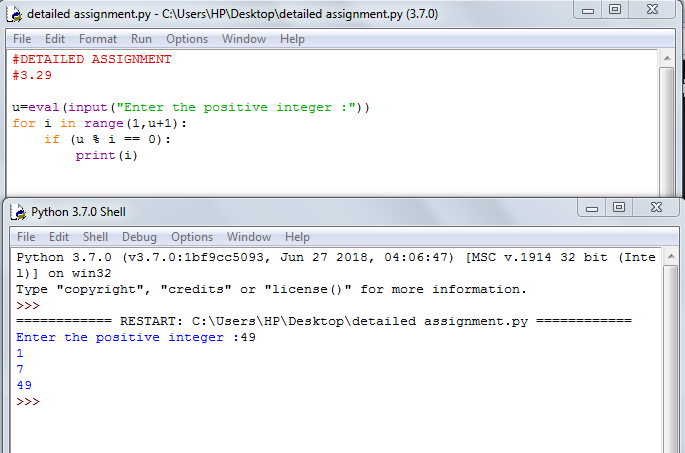 detailed assignment.py - C:\Users\HP\Desktop\detailed assignment.py (3.7.0)
File Edit Format Run Options Window Help
#DETAILED ASSIGNMENT
#3.29
u=eval(input("Enter the positive integer :"))
for i in range(1,u+1):
    if (u % i == 0):
        print(i)
Python 3.7.0 Shell
File Edit Shell Debug Options Window Help
Python 3.7.0 (v3.7.0:1bf9cc5093, Jun 27 2018, 04:06:47) [MSC v.1914 32 bit (Inte
l)] on win32
Type "copyright", "credits" or "license()" for more information.
>>>
============ RESTART: C:\Users\HP\Desktop\detailed assignment.py ============
Enter the positive integer :49
1
7
49
>>>